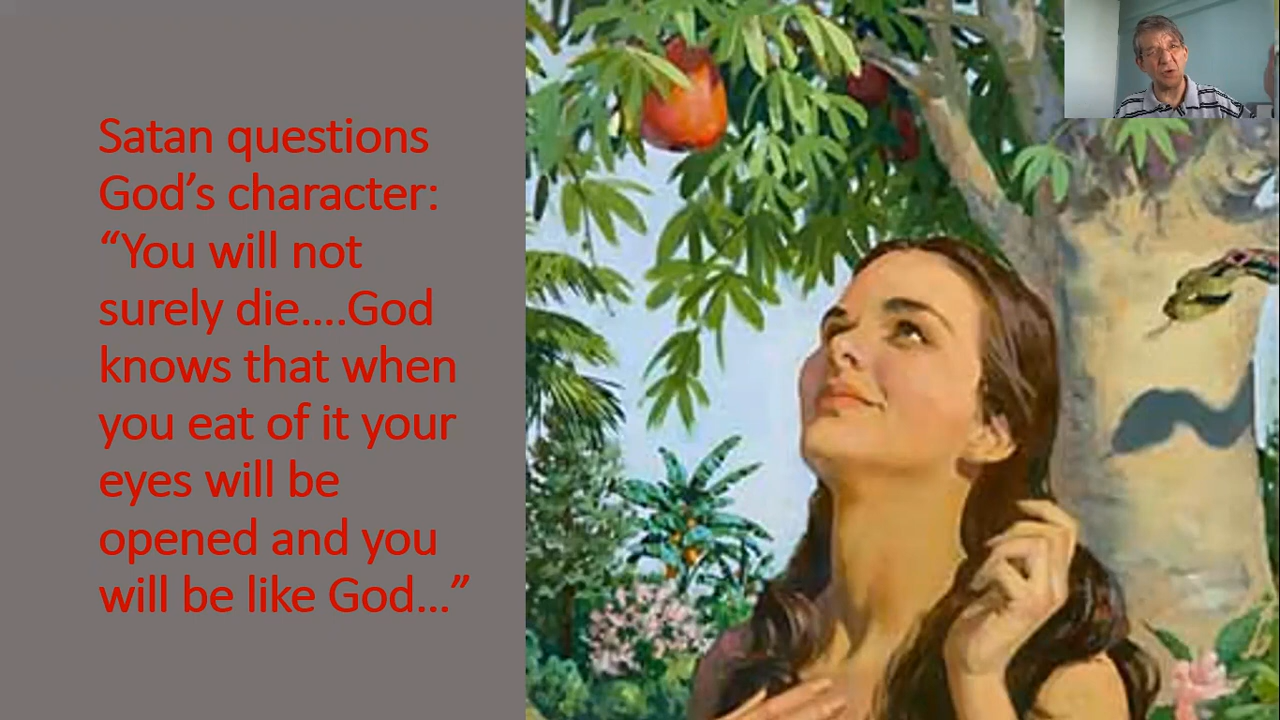 Satan questions
God’s character:
“You will not
surely die....God
knows that when
you eat of it your
eyes will be
opened and you
will be like God...”